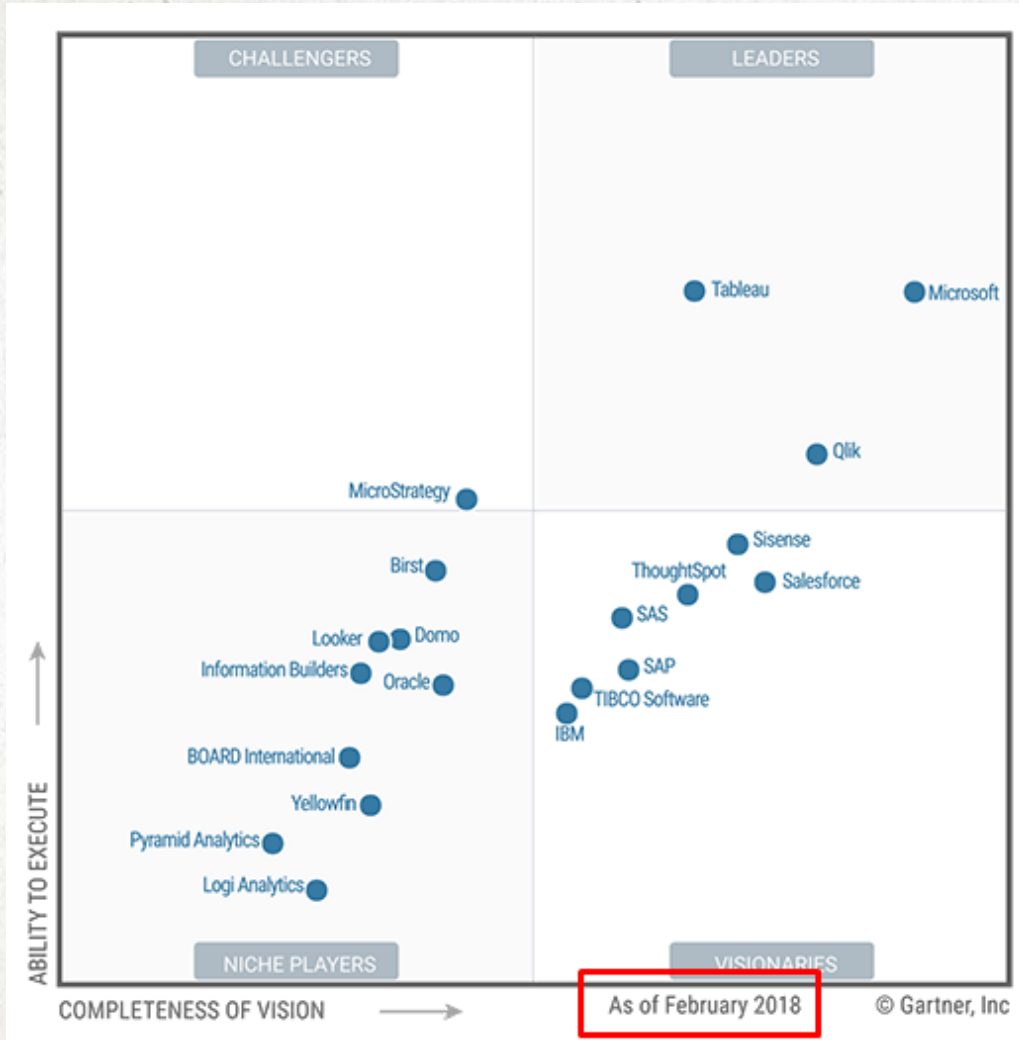 CHALLENGERS
LEADERS
Tableau
Microsoft
Qlik
MicroStrategy
Sisense
Birst
ThoughtSpot
Salesforce
SAS
Looker
Domo
Information Builders
SAP
Oracle
TIBCO Software
IBM
BOARD International
Yellowfin
Pyramid Analytics
Logi Analytics
ABILITY TO EXECUTE
NICHE PLAYERS
VISIONARIES
COMPLETENESS OF VISION
As of February 2018
© Gartner, Inc